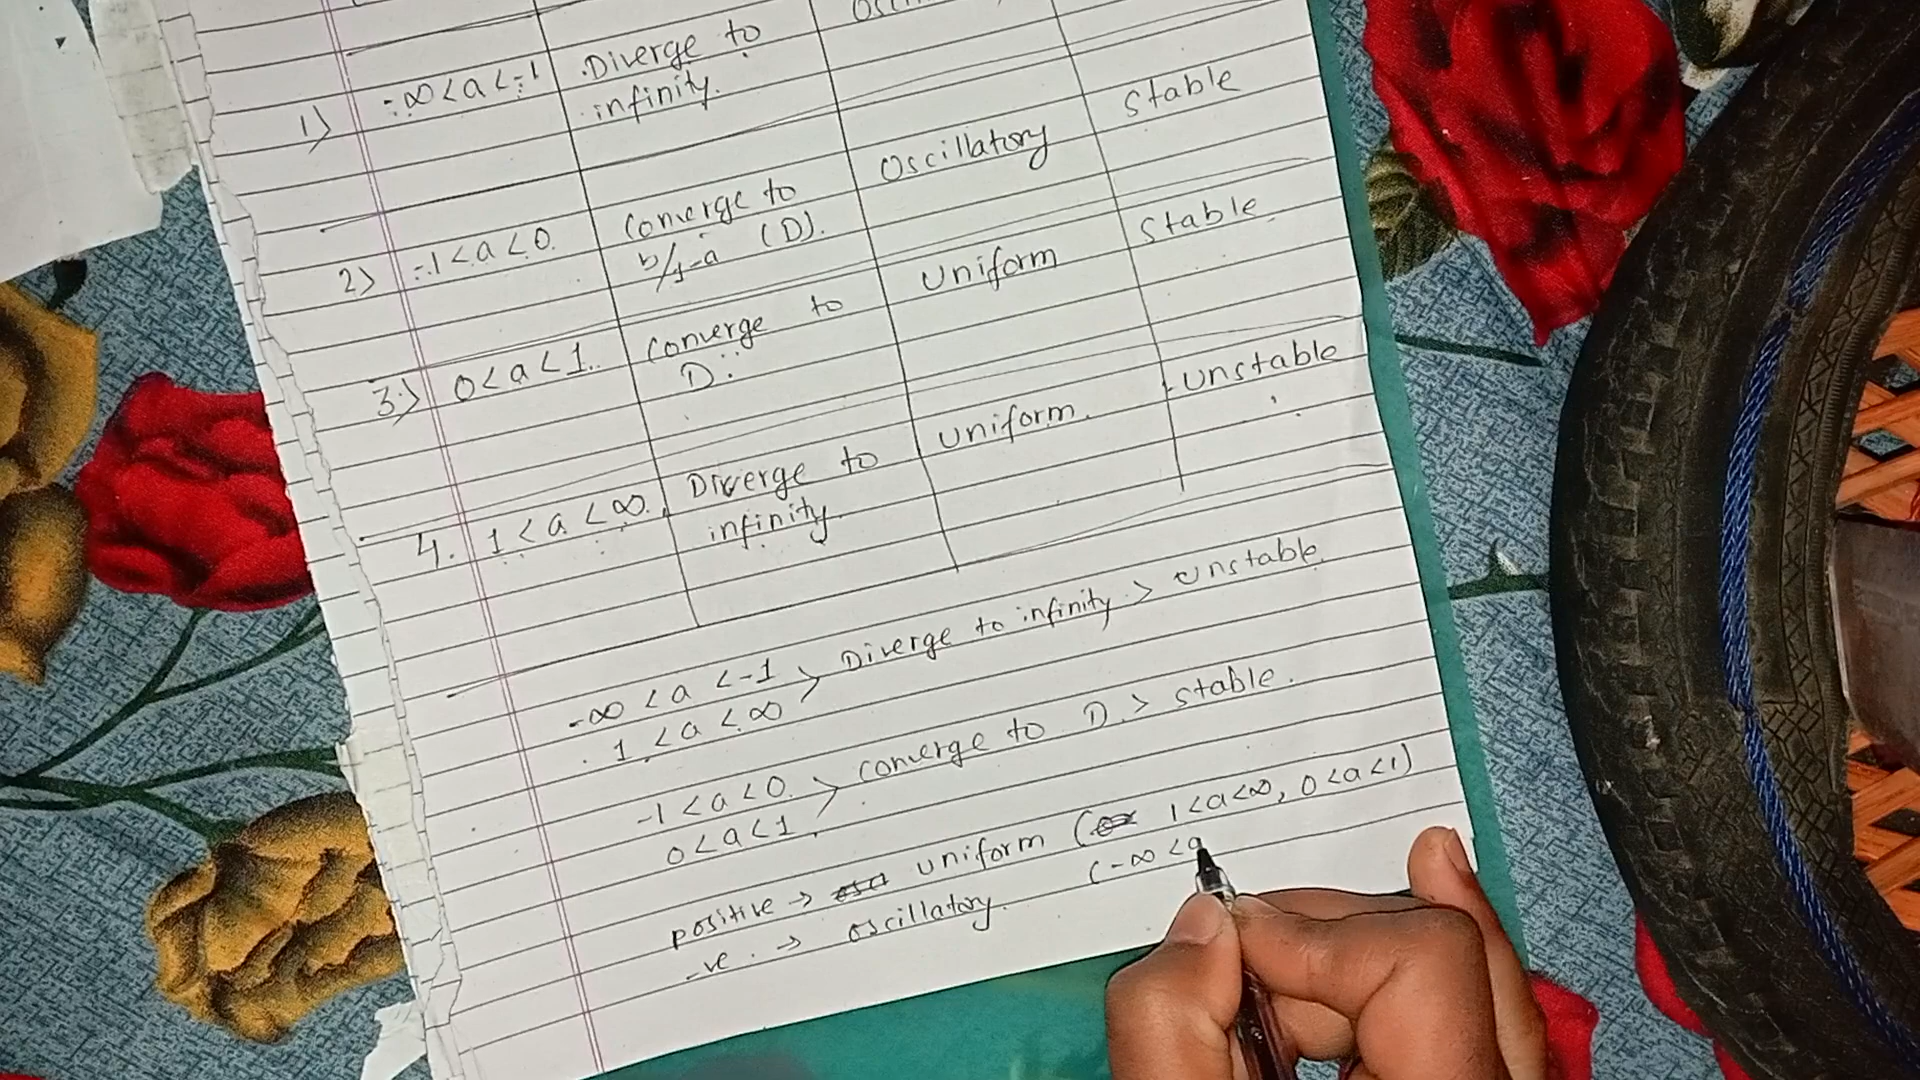 1) -∞ < a < -1 Diverge to
infinity.
2) -1 < a < 0. Converge to Oscillatory Stable
b/1-a (D).
3) 0 < a < 1. Converge to Uniform Stable.
D.
4. 1 < a < ∞. Diverge to uniform. unstable
infinity.
-∞ < a < -1 > Diverge to infinity > unstable
1 < a < ∞
-1 < a < 0. > converge to D. > stable.
0 < a < 1.
positive → uniform ( 1 < a < ∞, 0 < a < 1)
-ve. → oscillatory. (-∞ < a